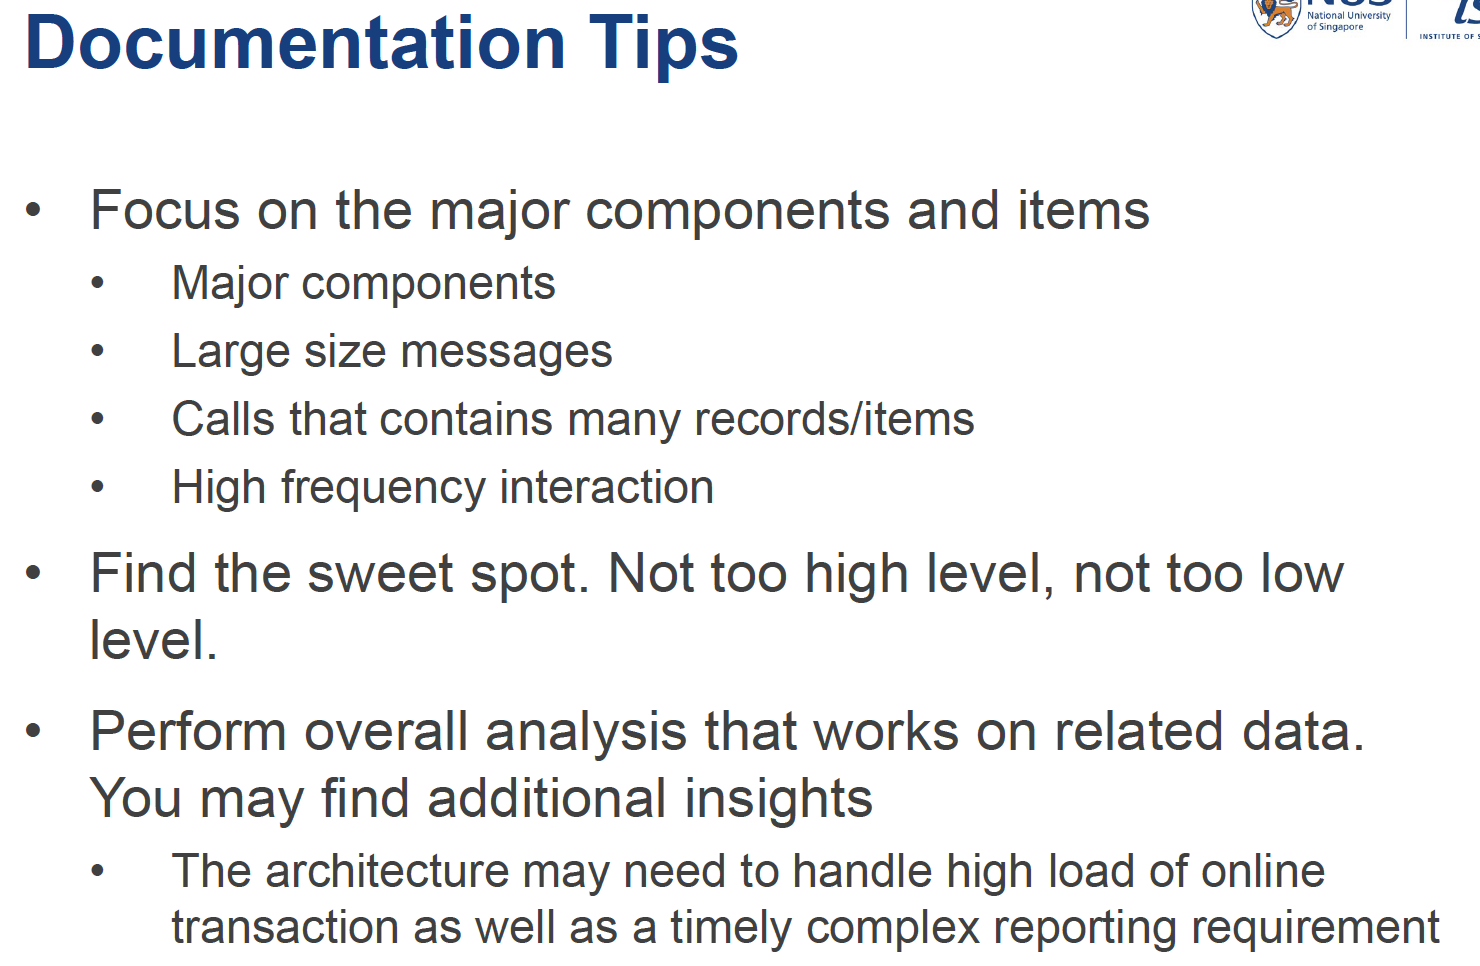 Documentation Tips
National University
of Singapore
INSTITUTE OF
• Focus on the major components and items
• Major components
• Large size messages
• Calls that contains many records/items
• High frequency interaction
• Find the sweet spot. Not too high level, not too low
level.
• Perform overall analysis that works on related data.
You may find additional insights
• The architecture may need to handle high load of online
transaction as well as a timely complex reporting requirement